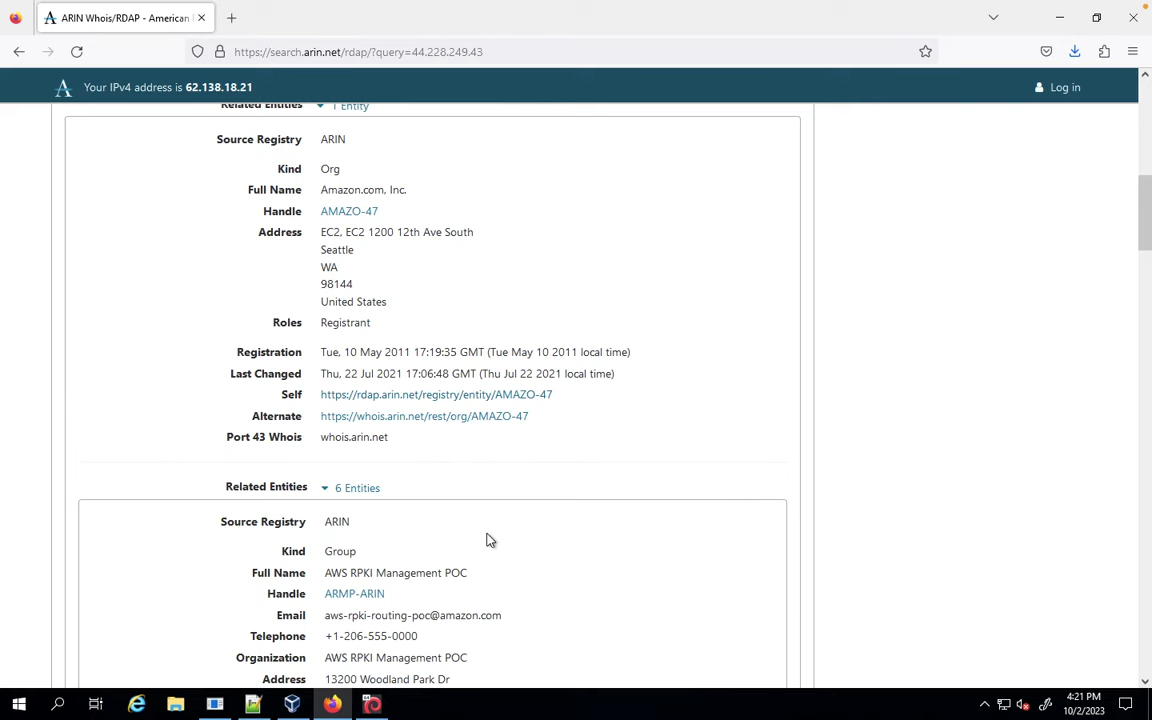 ARIN Whois/RDAP - American
https://search.arin.net/rdap/?query=44.228.249.43
Your IPv4 address is 62.138.18.21
Log in
Related Entities 1 Entity
Source Registry ARIN
Kind Org
Full Name Amazon.com, Inc.
Handle AMAZO-47
Address EC2, EC2 1200 12th Ave South
Seattle
WA
98144
United States
Roles Registrant
Registration Tue, 10 May 2011 17:19:35 GMT (Tue May 10 2011 local time)
Last Changed Thu, 22 Jul 2021 17:06:48 GMT (Thu Jul 22 2021 local time)
Self https://rdap.arin.net/registry/entity/AMAZO-47
Alternate https://whois.arin.net/rest/org/AMAZO-47
Port 43 Whois whois.arin.net
Related Entities 6 Entities
Source Registry ARIN
Kind Group
Full Name AWS RPKI Management POC
Handle ARMP-ARIN
Email aws-rpki-routing-poc@amazon.com
Telephone +1-206-555-0000
Organization AWS RPKI Management POC
Address 13200 Woodland Park Dr
4:21 PM
10/2/2023